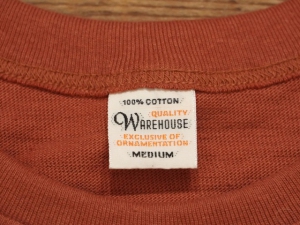 100% COTTON
QUALITY
WAREHOUSE
EXCLUSIVE OF
ORNAMENTATION
MEDIUM